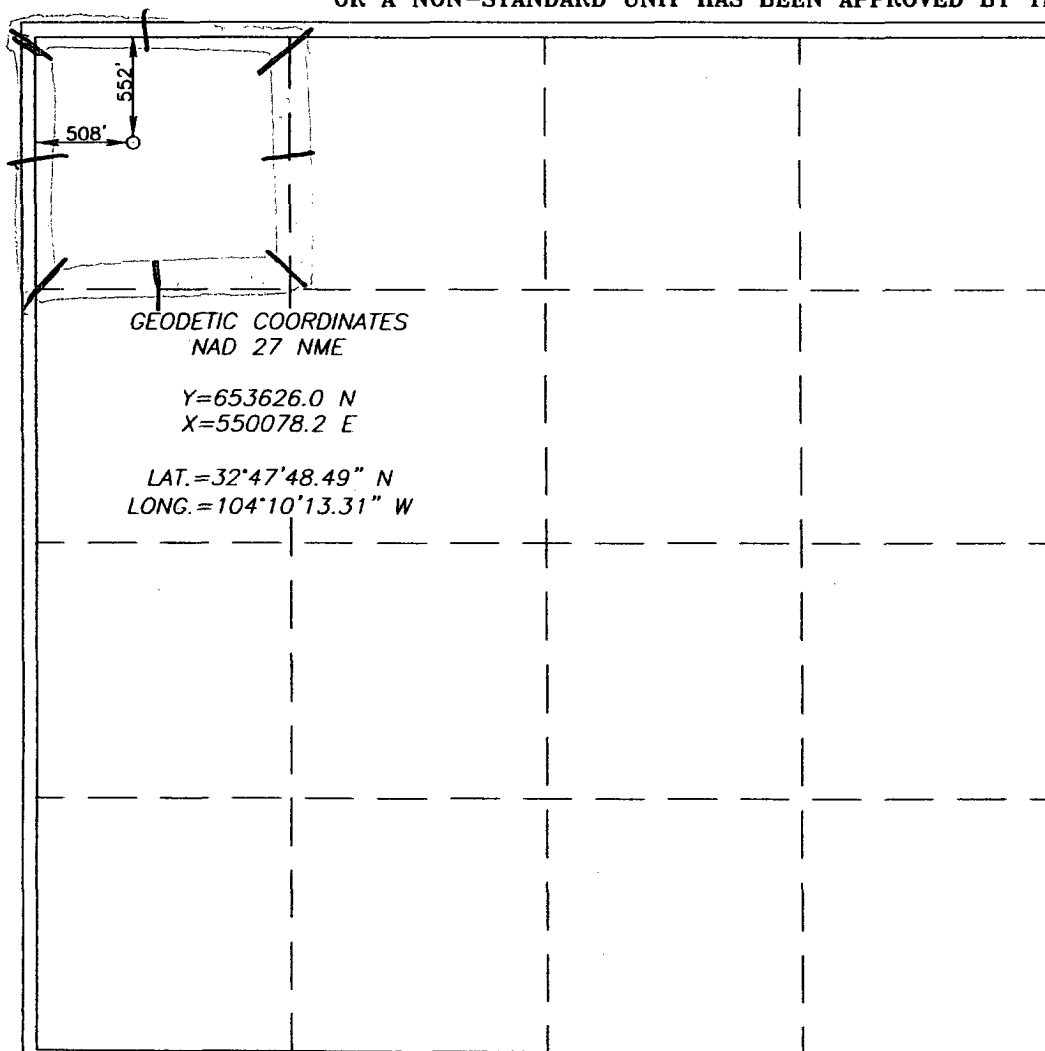 OR A NON-STANDARD UNIT HAS BEEN APPROVED BY
552'
508'
GEODETIC COORDINATES
NAD 27 NME
Y=653626.0 N
X=550078.2 E
LAT.=32°47'48.49" N
LONG.=104°10'13.31" W